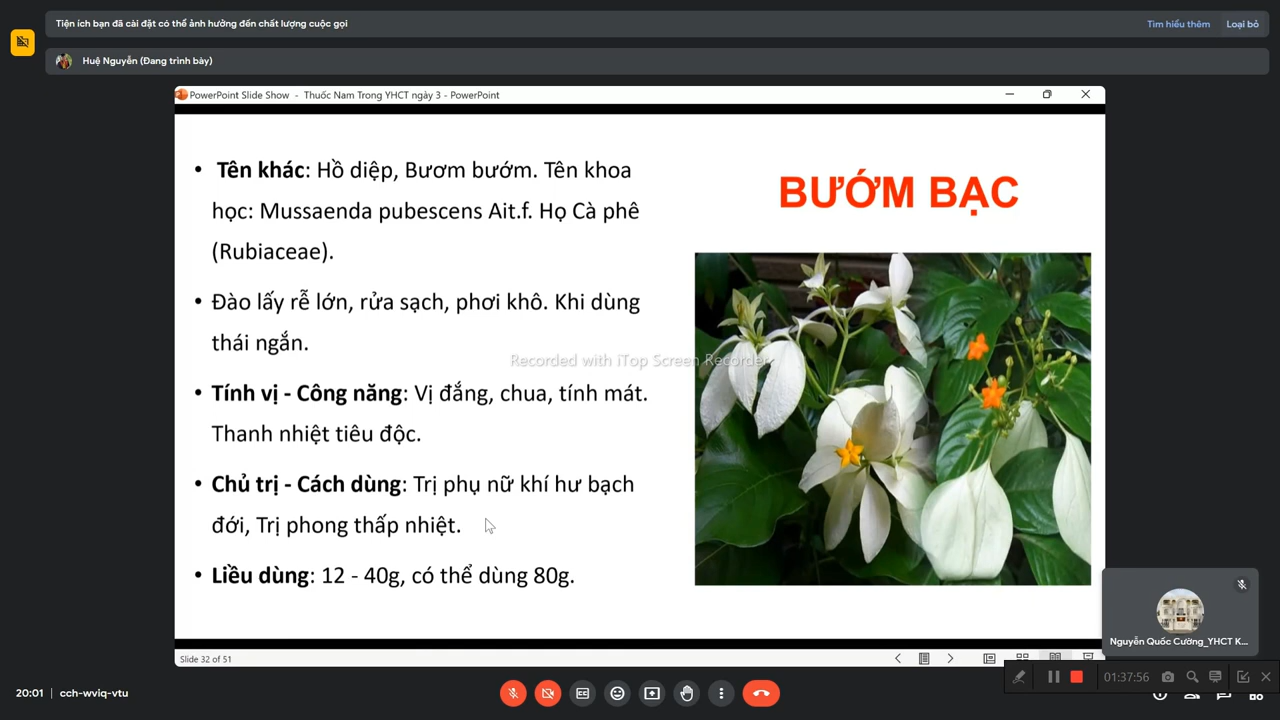 Tiện ích bạn đã cài đặt có thể ảnh hưởng đến chất lượng cuộc gọi
Tìm hiểu thêm
Loại bỏ
Huệ Nguyễn (Đang trình bày)
PowerPoint Slide Show - Thuốc Nam Trong YHCT ngày 3 - PowerPoint
• Tên khác: Hồ diệp, Bươm bướm. Tên khoa
học: Mussaenda pubescens Ait.f. Họ Cà phê
(Rubiaceae).
• Đào lấy rễ lớn, rửa sạch, phơi khô. Khi dùng
thái ngắn.
• Tính vị - Công năng: Vị đắng, chua, tính mát.
Thanh nhiệt tiêu độc.
• Chủ trị - Cách dùng: Trị phụ nữ khí hư bạch
đới, Trị phong thấp nhiệt.
• Liều dùng: 12 - 40g, có thể dùng 80g.
BƯỚM BẠC
Recorded with iTop Screen Recorder
Nguyễn Quốc Cường_YHCT K...
Slide 32 of 51
01:37:56
20:01 | cch-wviq-vtu